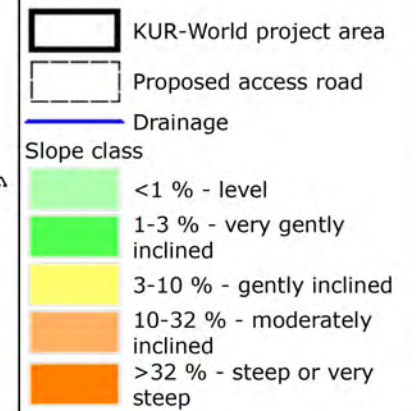 KUR-World project area
Proposed access road
Drainage
Slope class
<1 % - level
1-3 % - very gently
inclined
3-10 % - gently inclined
10-32 % - moderately
inclined
>32 % - steep or very
steep